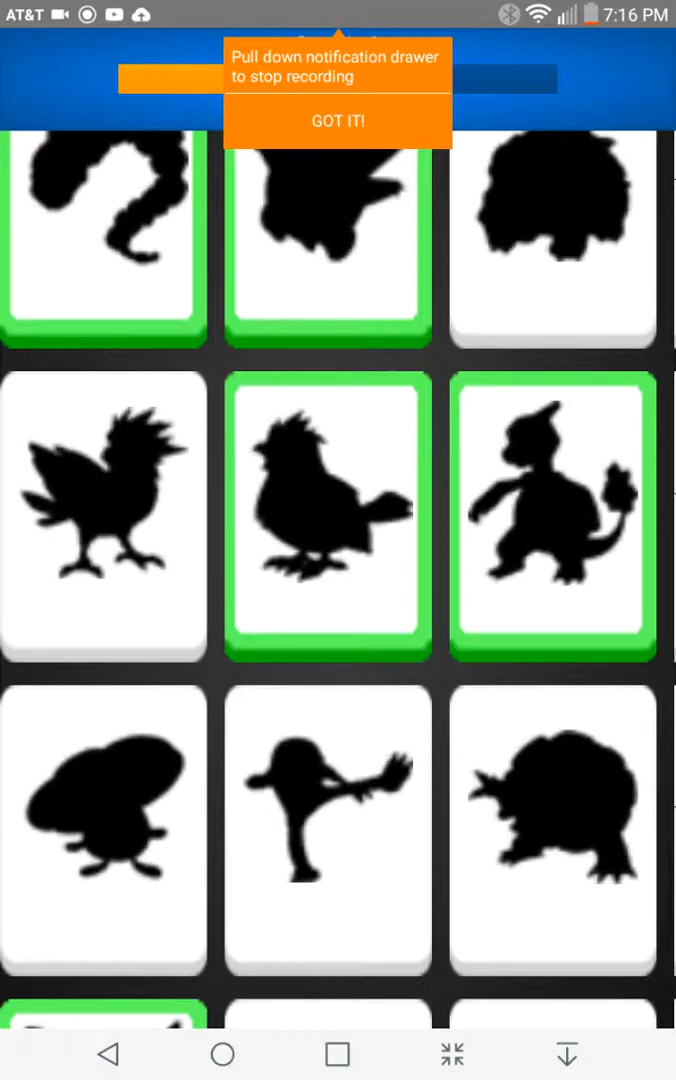 AT&T
7:16 PM
Pull down notification drawer
to stop recording
GOT IT!